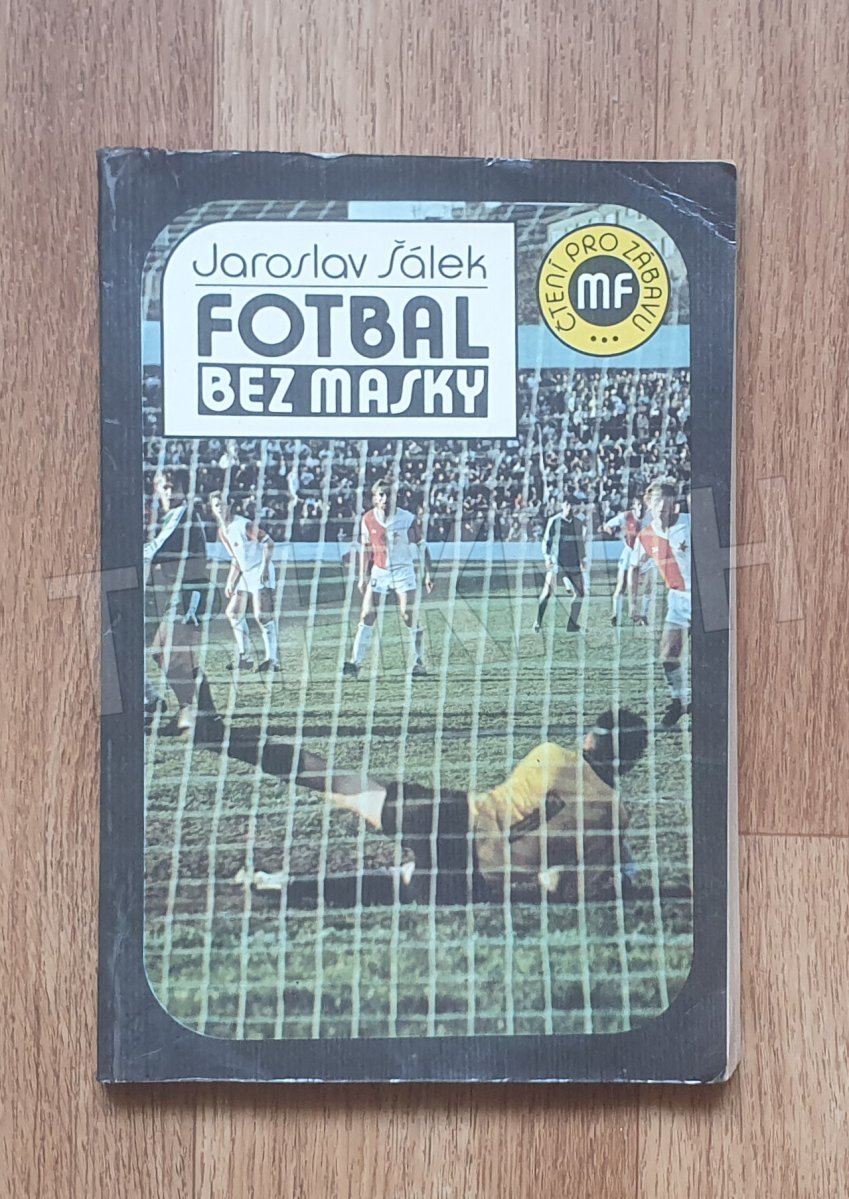 Jaroslav Šálek
FOTBAL
BEZ MASKY
ČTENÍ PRO ZÁBAVU...
MF